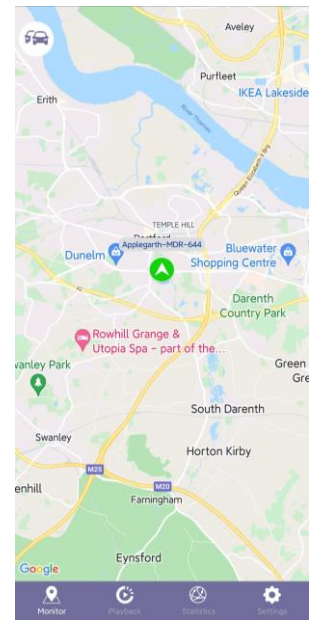 Aveley
Purfleet
IKEA Lakeside
Erith
River Thames
Queen Elizabeth II Brg
TEMPLE HILL
Dartford
Applegarth-MDR-644
Dunelm
Bluewater
Shopping Centre
Darenth
Country Park
Rowhill Grange &
Utopia Spa - part of the...
wanley Park
Green
Gre
South Darenth
Swanley
Horton Kirby
M25
M20
enhill
Farningham
Eynsford
Google
Monitor
Playback
Statistics
Settings